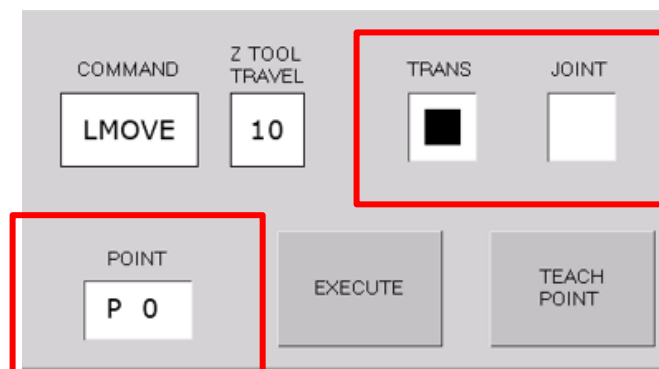 COMMAND
Z TOOL
TRAVEL
TRANS
JOINT
LMOVE
10
POINT
P 0
EXECUTE
TEACH
POINT